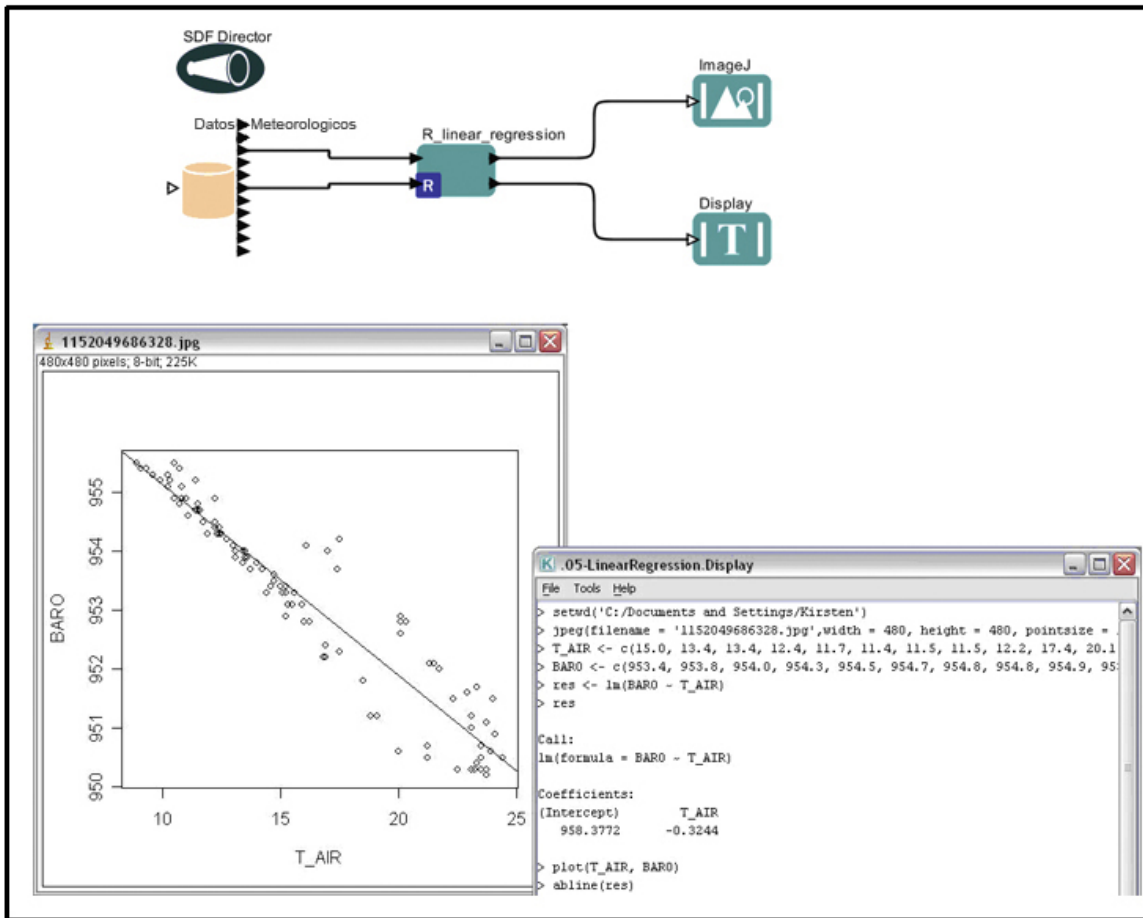 SDF Director
ImageJ
Datos Meteorologicos
R_linear_regression
R
Display
T
1152049686328.jpg
480x480 pixels; 8-bit; 225K
955
954
953
952
951
950
BARO
10 15 20 25
T_AIR
K .05-LinearRegression.Display
File Tools Help
> setwd('C:/Documents and Settings/Kirsten')
> jpeg(filename = '1152049686328.jpg',width = 480, height = 480, pointsize =
> T_AIR <- c(15.0, 13.4, 13.4, 12.4, 11.7, 11.4, 11.5, 11.5, 12.2, 17.4, 20.1
> BARO <- c(953.4, 953.8, 954.0, 954.3, 954.5, 954.7, 954.8, 954.8, 954.9,
> res <- lm(BARO ~ T_AIR)
> res
Call:
lm(formula = BARO ~ T_AIR)
Coefficients:
(Intercept) T_AIR
958.3772 -0.3244
> plot(T_AIR, BARO)
> abline(res)